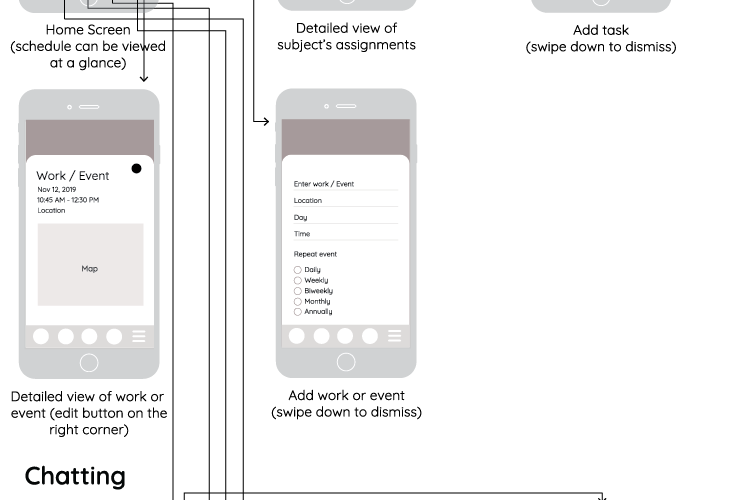 Home Screen
(schedule can be viewed
at a glance)
Detailed view of
subject's assignments
Add task
(swipe down to dismiss)
Work / Event
Nov 12, 2019
10:45 AM - 12:30 PM
Location
Map
Enter work / Event
Location
Day
Time
Repeat event
Daily
Weekly
Biweekly
Monthly
Annually
Detailed view of work or
event (edit button on the
right corner)
Add work or event
(swipe down to dismiss)
Chatting